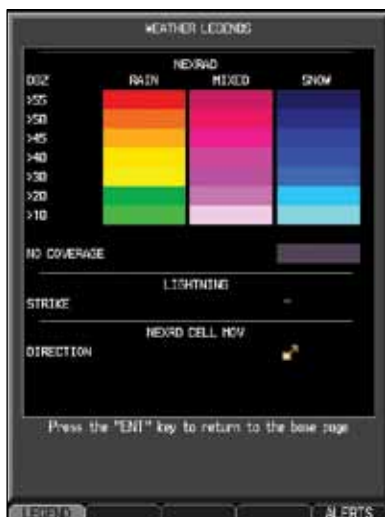 WEATHER LEGENDS
NEXRAD
DBZ RAIN MIXED SNOW
>55
>50
>45
>40
>30
>20
>10
NO COVERAGE
LIGHTNING
STRIKE
NEXRD CELL MOV
DIRECTION
Press the "ENT" key to return to the base page
LEGEND ALERTS